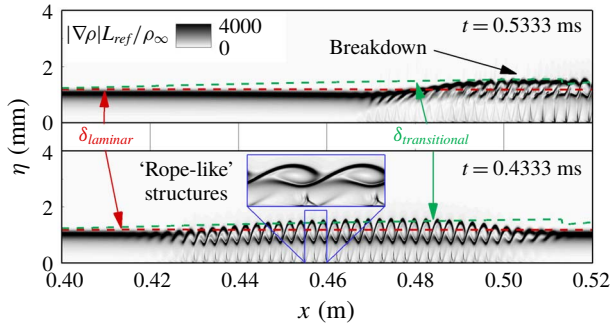 |∇ρ|L_ref/ρ_∞
4000
0
t = 0.5333 ms
Breakdown
4
2
0
δ_laminar
δ_transitional
η (mm)
'Rope-like'
structures
t = 0.4333 ms
4
2
0
0.40 0.42 0.44 0.46 0.48 0.50 0.52
x (m)